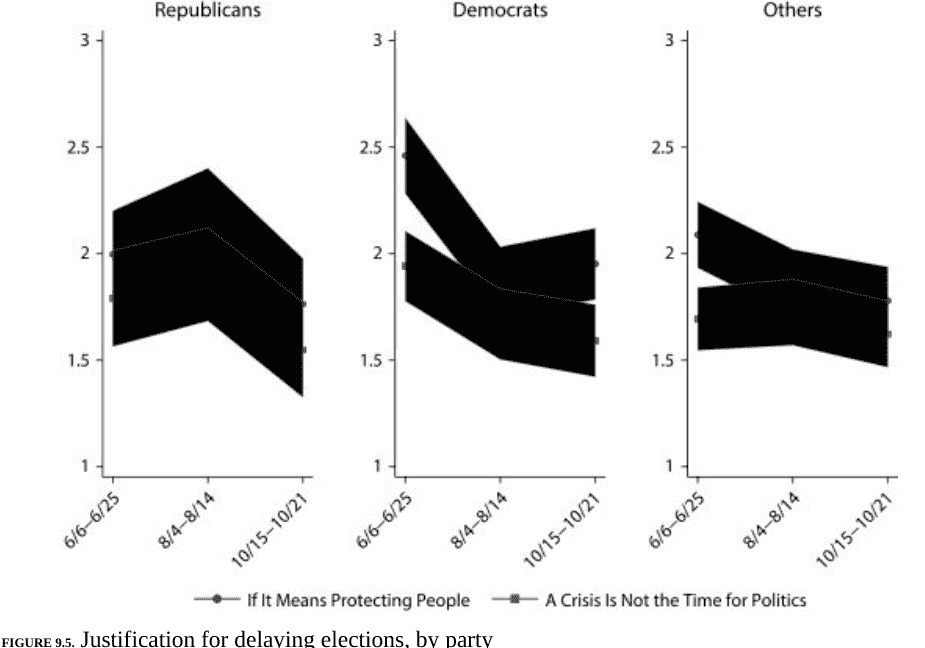 Republicans Democrats Others
3 3 3
2.5 2.5 2.5
2 2 2
1.5 1.5 1.5
1 1 1
6/6–6/25 8/4–8/14 10/15–10/21 6/6–6/25 8/4–8/14 10/15–10/21 6/6–6/25 8/4–8/14 10/15–10/21
If It Means Protecting People A Crisis Is Not the Time for Politics
FIGURE 9.5. Justification for delaying elections, by party